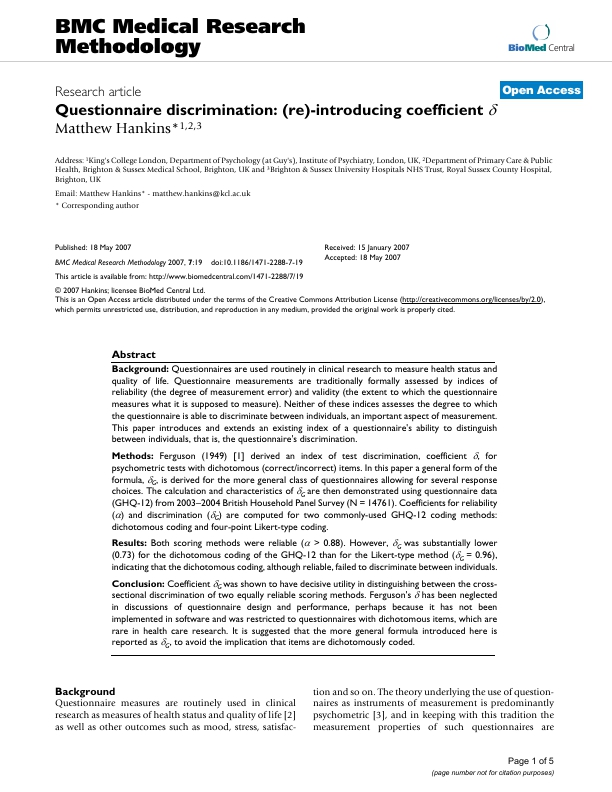 BMC Medical Research
Methodology
BioMed Central
Research article
Open Access
Questionnaire discrimination: (re)-introducing coefficient δ
Matthew Hankins*1,2,3
Address: 1King's College London, Department of Psychology (at Guy's), Institute of Psychiatry, London, UK, 2Department of Primary Care & Public
Health, Brighton & Sussex Medical School, Brighton, UK and 3Brighton & Sussex University Hospitals NHS Trust, Royal Sussex County Hospital,
Brighton, UK
Email: Matthew Hankins* - matthew.hankins@kcl.ac.uk
* Corresponding author
Published: 18 May 2007
BMC Medical Research Methodology 2007, 7:19 doi:10.1186/1471-2288-7-19
Received: 15 January 2007
Accepted: 18 May 2007
This article is available from: http://www.biomedcentral.com/1471-2288/7/19
© 2007 Hankins; licensee BioMed Central Ltd.
This is an Open Access article distributed under the terms of the Creative Commons Attribution License (http://creativecommons.org/licenses/by/2.0),
which permits unrestricted use, distribution, and reproduction in any medium, provided the original work is properly cited.
Abstract
Background: Questionnaires are used routinely in clinical research to measure health status and
quality of life. Questionnaire measurements are traditionally formally assessed by indices of
reliability (the degree of measurement error) and validity (the extent to which the questionnaire
measures what it is supposed to measure). Neither of these indices assesses the degree to which
the questionnaire is able to discriminate between individuals, an important aspect of measurement.
This paper introduces and extends an existing index of a questionnaire's ability to distinguish
between individuals, that is, the questionnaire's discrimination.
Methods: Ferguson (1949) [1] derived an index of test discrimination, coefficient δ, for
psychometric tests with dichotomous (correct/incorrect) items. In this paper a general form of the
formula, δG, is derived for the more general class of questionnaires allowing for several response
choices. The calculation and characteristics of δG are then demonstrated using questionnaire data
(GHQ-12) from 2003–2004 British Household Panel Survey (N = 14761). Coefficients for reliability
(α) and discrimination (δG) are computed for two commonly-used GHQ-12 coding methods:
dichotomous coding and four-point Likert-type coding.
Results: Both scoring methods were reliable (α > 0.88). However, δG was substantially lower
(0.73) for the dichotomous coding of the GHQ-12 than for the Likert-type method (δG = 0.96),
indicating that the dichotomous coding, although reliable, failed to discriminate between individuals.
Conclusion: Coefficient δG was shown to have decisive utility in distinguishing between the cross-
sectional discrimination of two equally reliable scoring methods. Ferguson's δ has been neglected
in discussions of questionnaire design and performance, perhaps because it has not been
implemented in software and was restricted to questionnaires with dichotomous items, which are
rare in health care research. It is suggested that the more general formula introduced here is
reported as δG, to avoid the implication that items are dichotomously coded.
Background
Questionnaire measures are routinely used in clinical
research as measures of health status and quality of life [2]
as well as other outcomes such as mood, stress, satisfac-
tion and so on. The theory underlying the use of question-
naires as instruments of measurement is predominantly
psychometric [3], and in keeping with this tradition the
measurement properties of such questionnaires are
Page 1 of 5
(page number not for citation purposes)